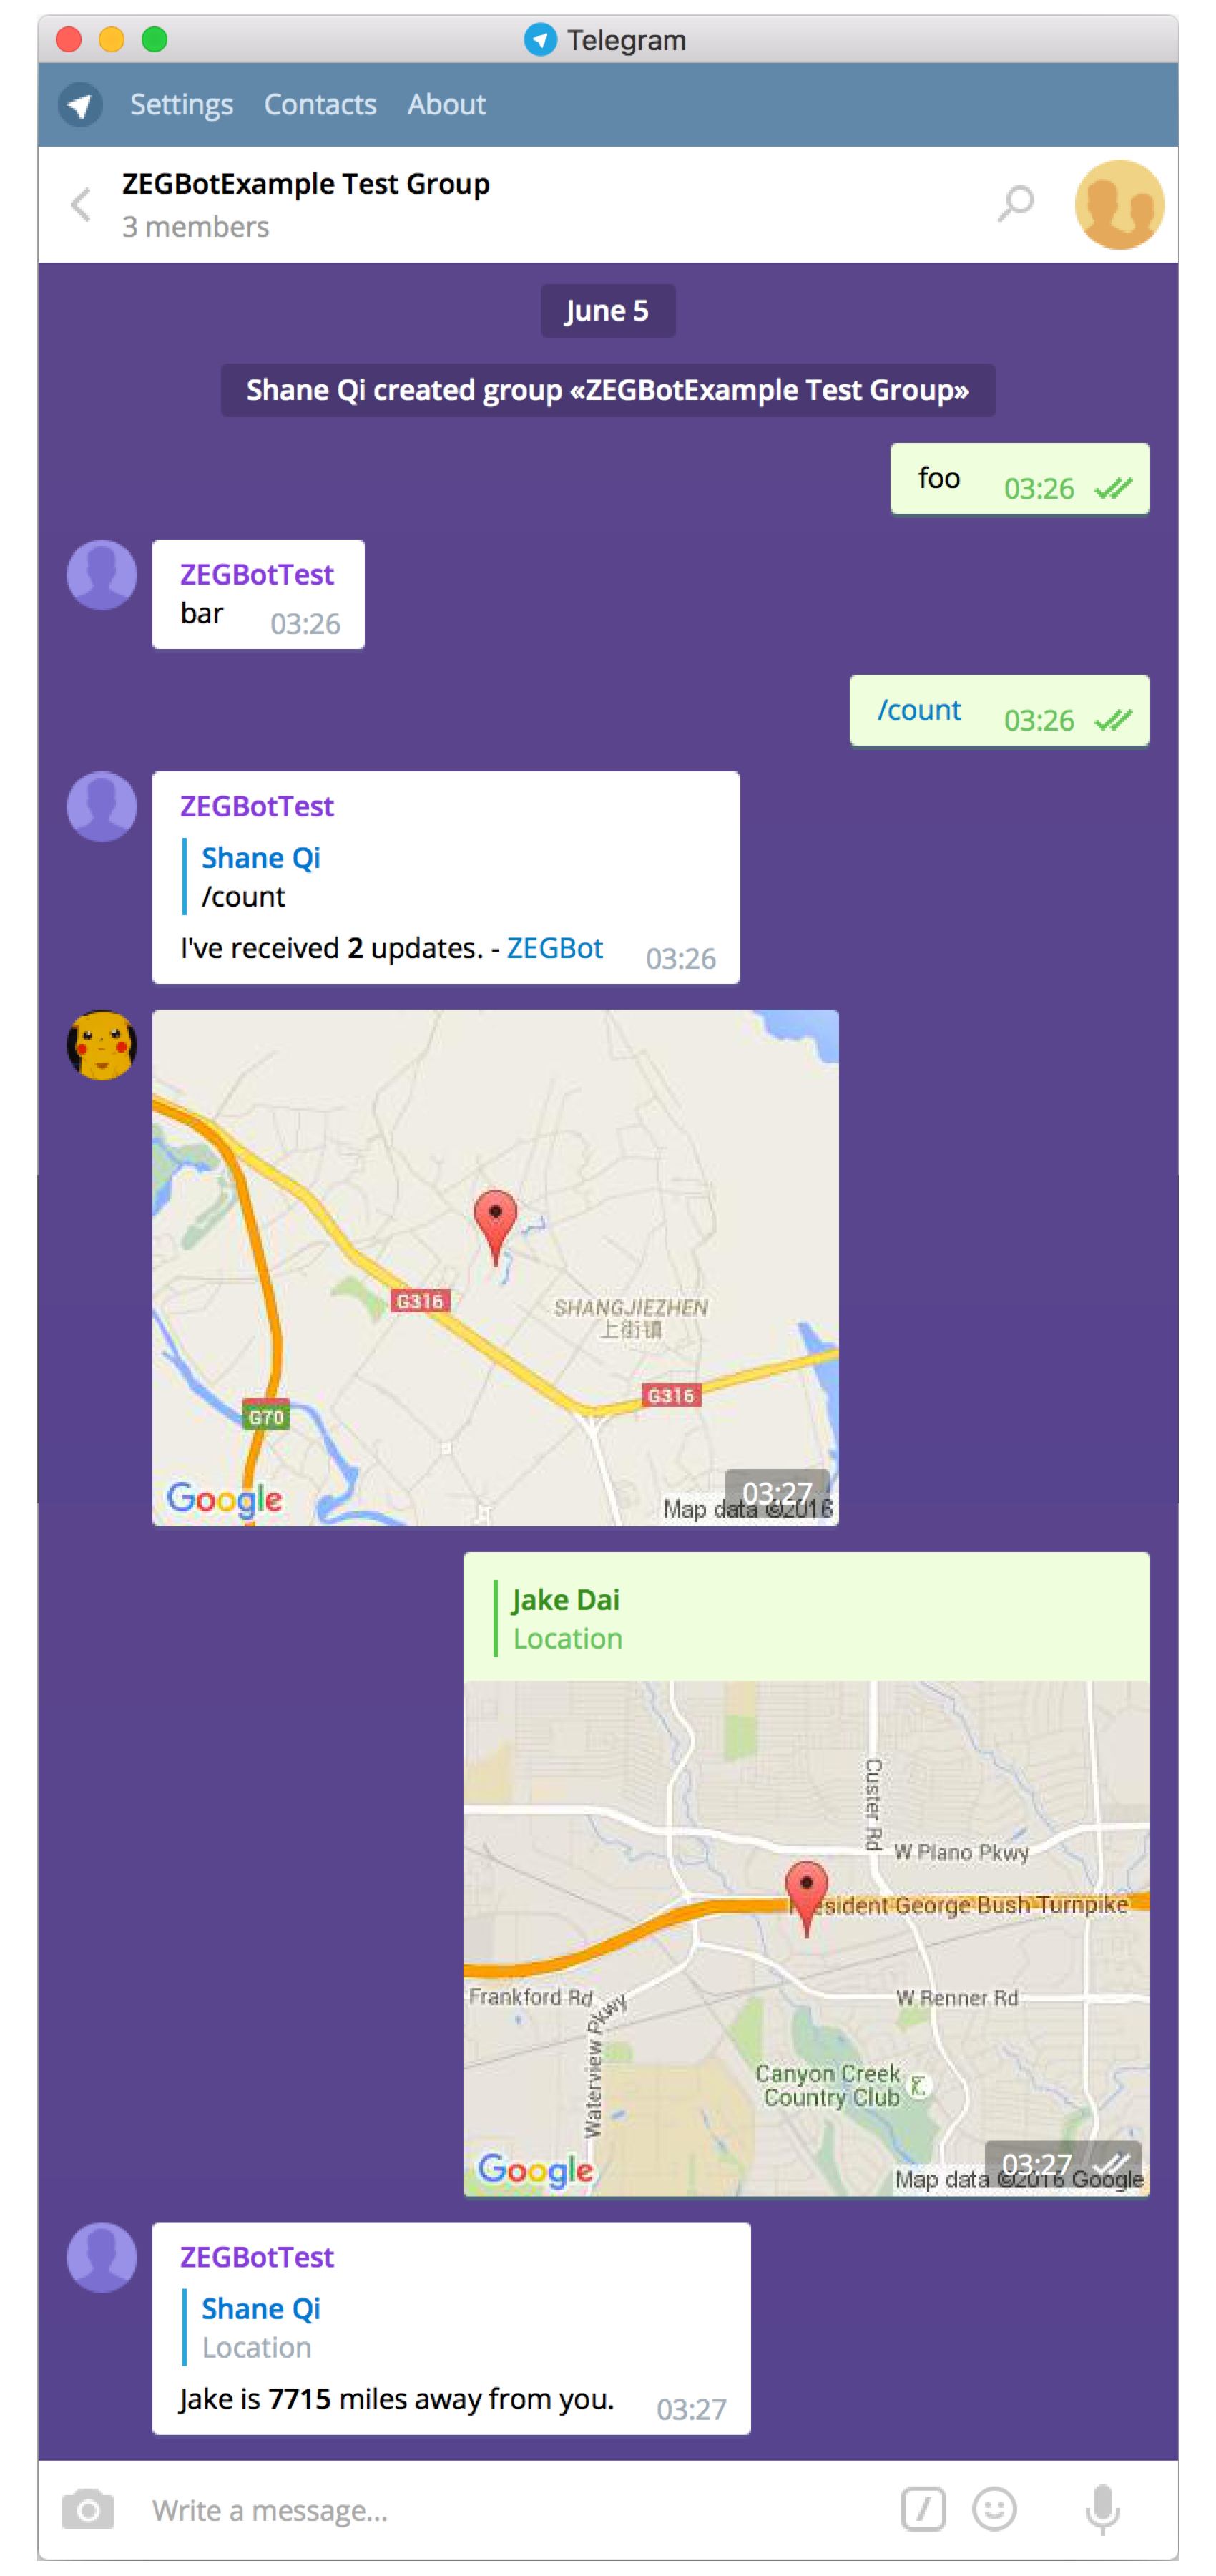 Telegram
Settings Contacts About
ZEGBotExample Test Group
3 members
June 5
Shane Qi created group «ZEGBotExample Test Group»
foo 03:26
ZEGBotTest
bar 03:26
/count 03:26
ZEGBotTest
Shane Qi
/count
I've received 2 updates. - ZEGBot 03:26
G316
SHANGJIEZHEN
上街镇
G316
G70
Google
03:27
Map data ©2016
Jake Dai
Location
Custer Rd
W Plano Pkwy
President George Bush Turnpike
Frankford Rd
W Renner Rd
Waterview Pkwy
Canyon Creek
Country Club
Google
03:27
Map data ©2016 Google
ZEGBotTest
Shane Qi
Location
Jake is 7715 miles away from you. 03:27
Write a message...